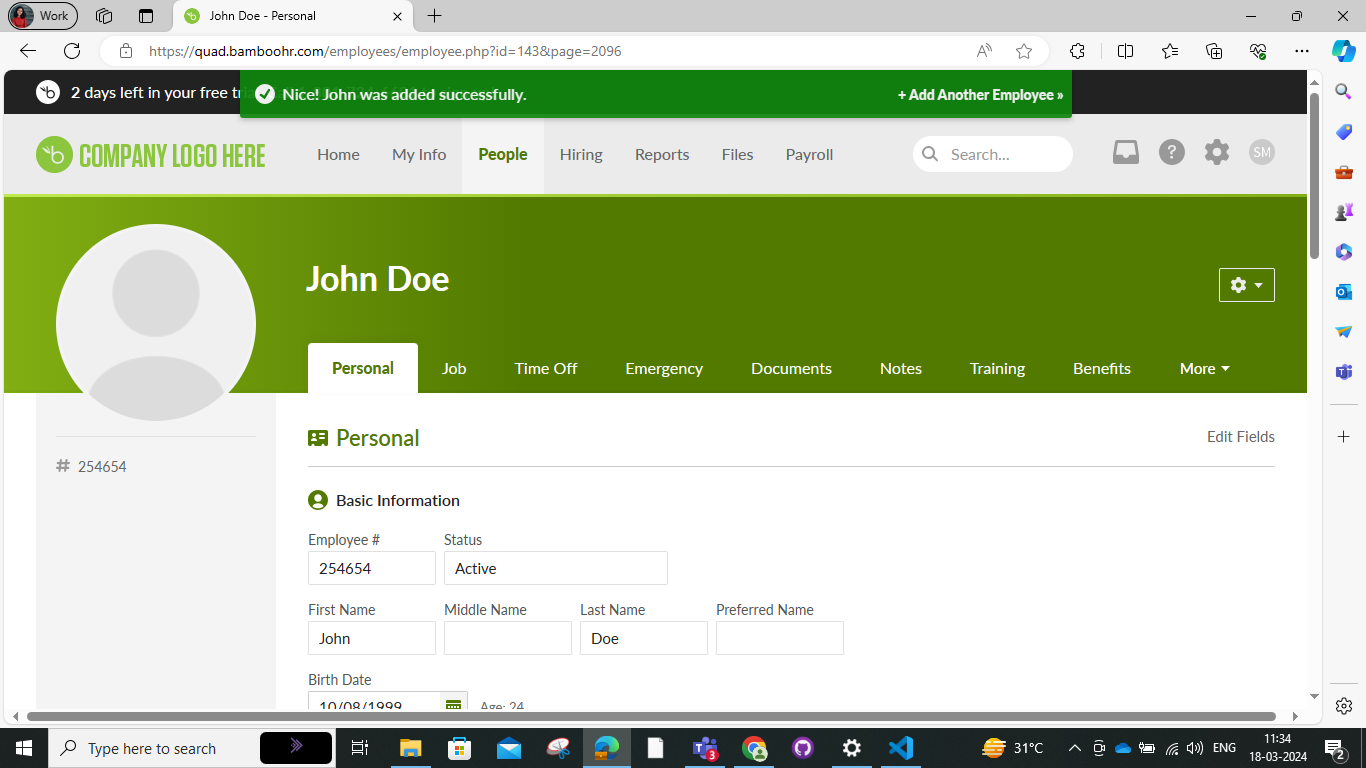 Work
John Doe - Personal
https://quad.bamboohr.com/employees/employee.php?id=143&page=2096
2 days left in your free
Nice! John was added successfully.
+ Add Another Employee »
COMPANY LOGO HERE
Home
My Info
People
Hiring
Reports
Files
Payroll
Search...
SM
John Doe
Personal
Job
Time Off
Emergency
Documents
Notes
Training
Benefits
More
# 254654
Personal
Edit Fields
Basic Information
Employee #
Status
254654
Active
First Name
Middle Name
Last Name
Preferred Name
John
Doe
Birth Date
10/08/1999
Age: 24
Type here to search
3
31°C
ENG
11:34
18-03-2024
2